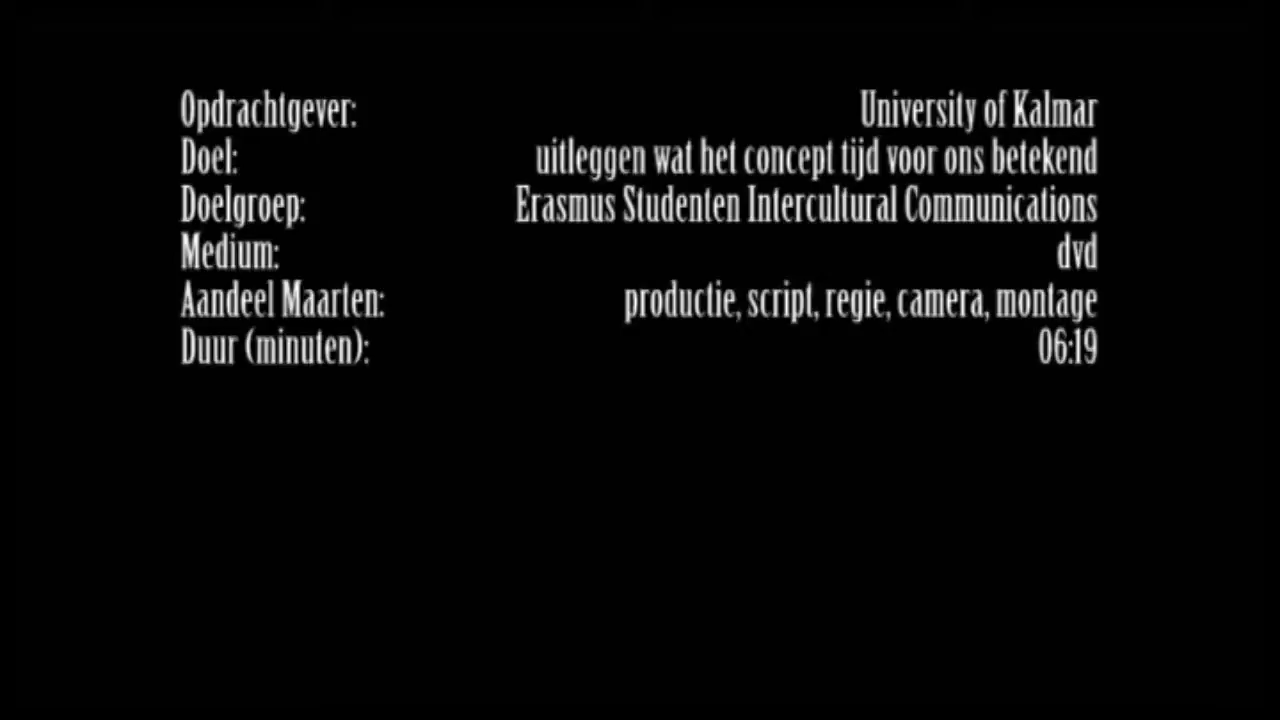 Opdrachtgever: University of Kalmar
Doel: uitleggen wat het concept tijd voor ons betekend
Doelgroep: Erasmus Studenten Intercultural Communications
Medium: dvd
Aandeel Maarten: productie, script, regie, camera, montage
Duur (minuten): 06:19